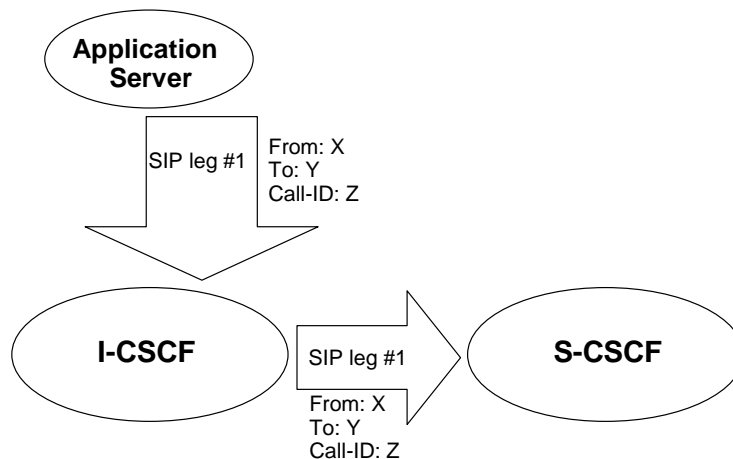 Application
Server
SIP leg #1
From: X
To: Y
Call-ID: Z
I-CSCF
SIP leg #1
S-CSCF
From: X
To: Y
Call-ID: Z